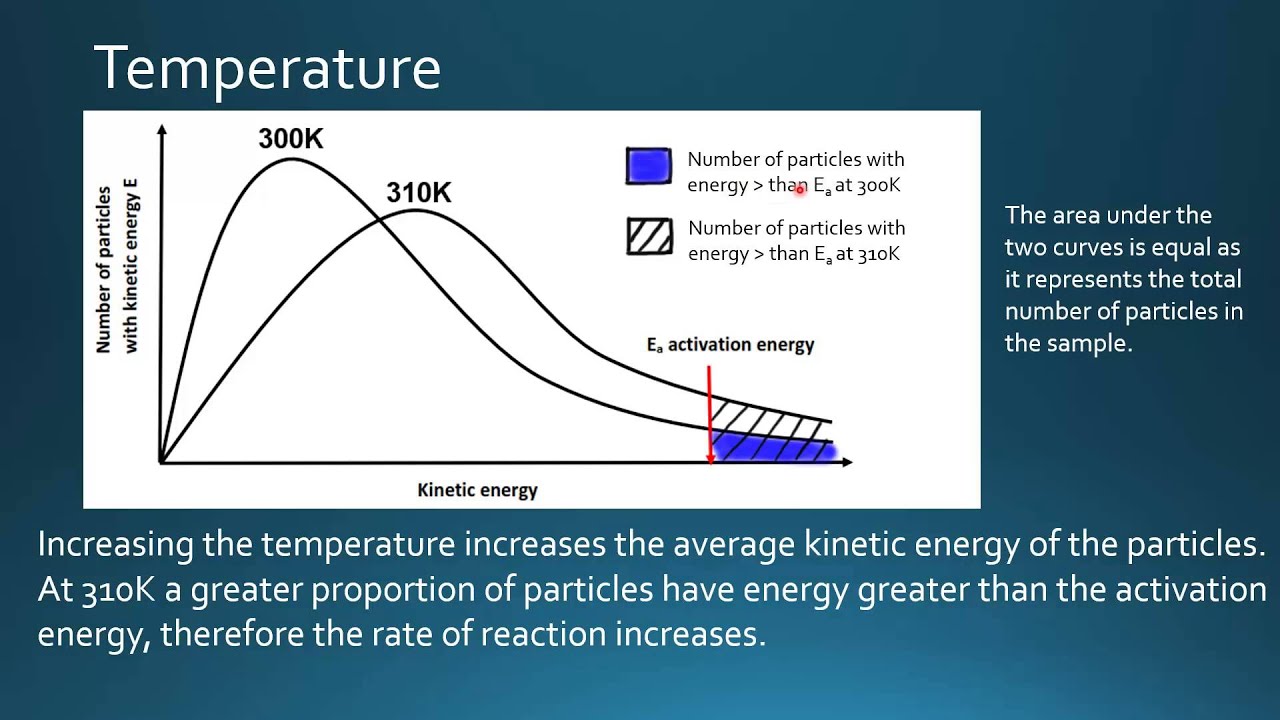 Temperature
300K
310K
Number of particles
with kinetic energy E
Number of particles with
energy > than Eₐ at 300K
Number of particles with
energy > than Eₐ at 310K
Eₐ activation energy
Kinetic energy
The area under the
two curves is equal as
it represents the total
number of particles in
the sample.
Increasing the temperature increases the average kinetic energy of the particles.
At 310K a greater proportion of particles have energy greater than the activation
energy, therefore the rate of reaction increases.